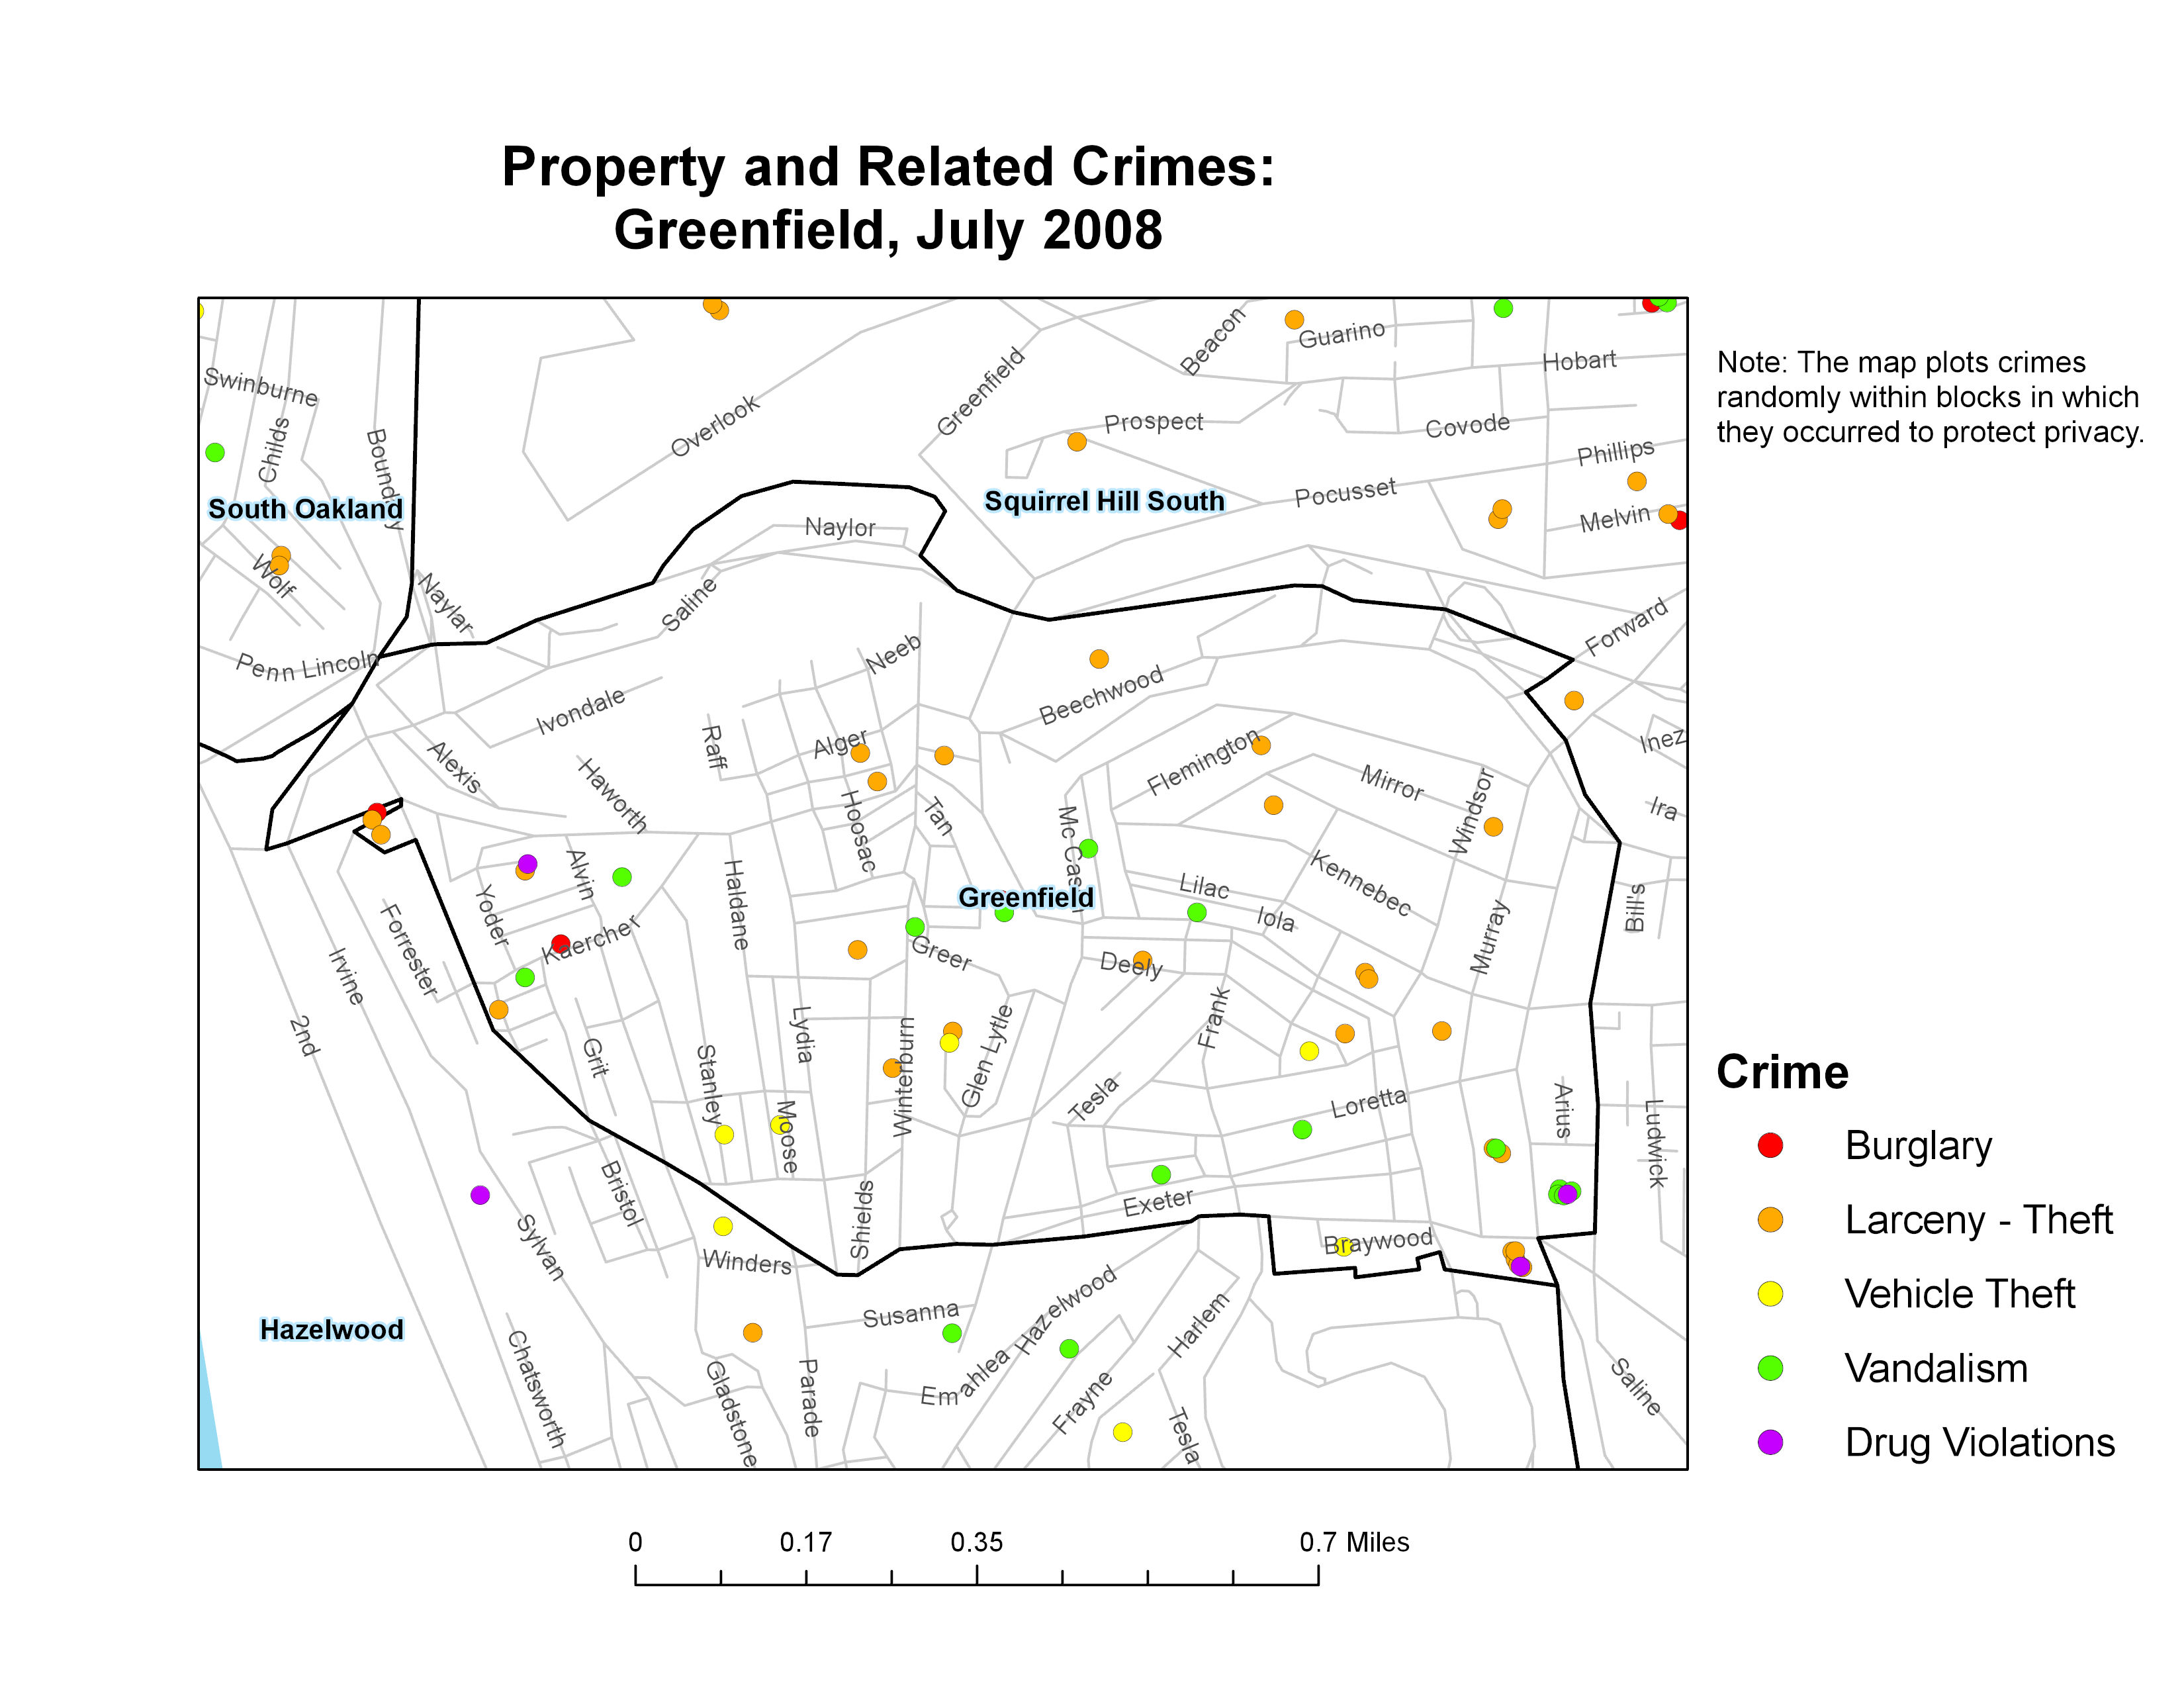 Property and Related Crimes:
Greenfield, July 2008
Note: The map plots crimes
randomly within blocks in which
they occurred to protect privacy.
Beacon
Guarino
Hobart
Swinburne
Childs
Boundary
Overlook
Greenfield
Prospect
Covode
Phillips
South Oakland
Squirrel Hill South
Pocusset
Melvin
Naylor
Wolf
Naylar
Saline
Forward
Penn Lincoln
Neeb
Beechwood
Ivondale
Raff
Alger
Flemington
Inez
Alexis
Haworth
Mirror
Windsor
Ira
Hoosac
Tan
Mc Caslin
Alvin
Haldane
Kennebec
Lilac
Greenfield
Iola
Bill's
Yoder
Forrester
Kaercher
Greer
Deely
Murray
Irvine
2nd
Grit
Lydia
Stanley
Winterburn
Glen Lytle
Frank
Tesla
Loretta
Arius
Ludwick
Moose
Bristol
Shields
Exeter
Sylvan
Winders
Braywood
Hazelwood
Susanna
Hazelwood
Harlem
Chatsworth
Gladstone
Parade
Emahlea
Frayne
Tesla
Saline
Crime
Burglary
Larceny - Theft
Vehicle Theft
Vandalism
Drug Violations
0 0.17 0.35 0.7 Miles